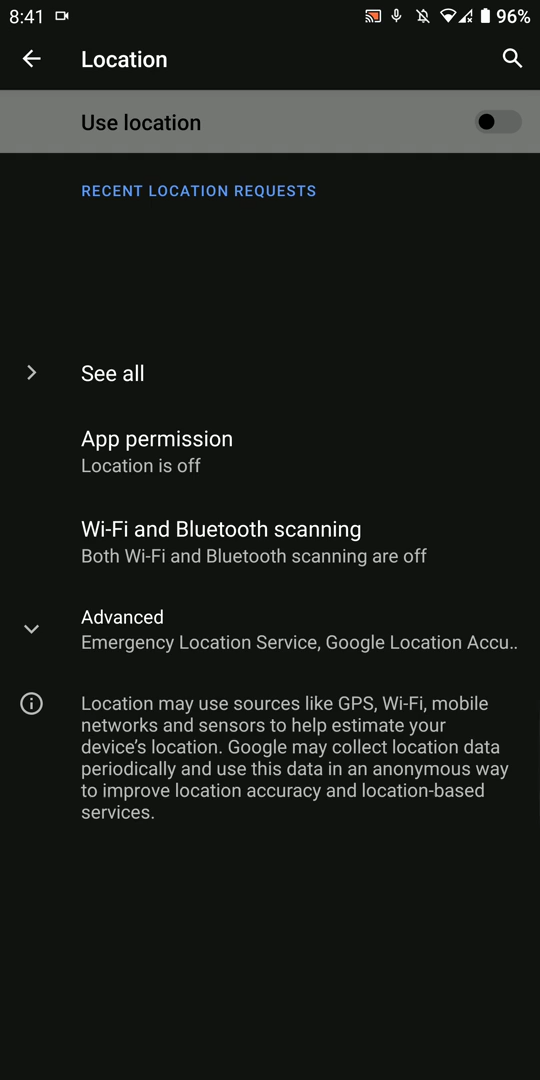 8:41
96%
Location
Use location
RECENT LOCATION REQUESTS
See all
App permission
Location is off
Wi-Fi and Bluetooth scanning
Both Wi-Fi and Bluetooth scanning are off
Advanced
Emergency Location Service, Google Location Accu..
Location may use sources like GPS, Wi-Fi, mobile
networks and sensors to help estimate your
device’s location. Google may collect location data
periodically and use this data in an anonymous way
to improve location accuracy and location-based
services.